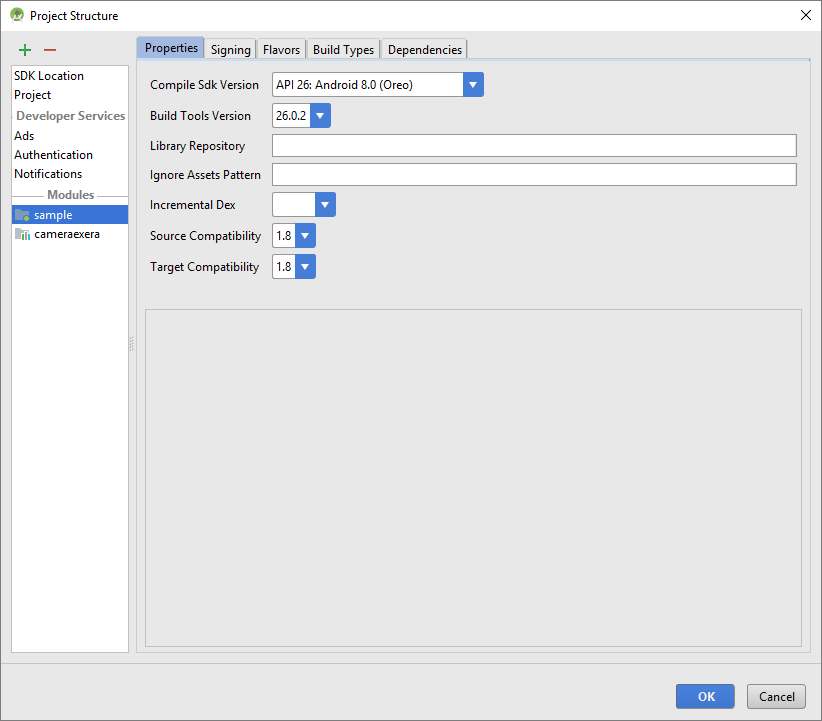 Project Structure
SDK Location
Project
Developer Services
Ads
Authentication
Notifications
Modules
sample
cameraexera
Properties Signing Flavors Build Types Dependencies
Compile Sdk Version API 26: Android 8.0 (Oreo)
Build Tools Version 26.0.2
Library Repository
Ignore Assets Pattern
Incremental Dex
Source Compatibility 1.8
Target Compatibility 1.8
OK Cancel